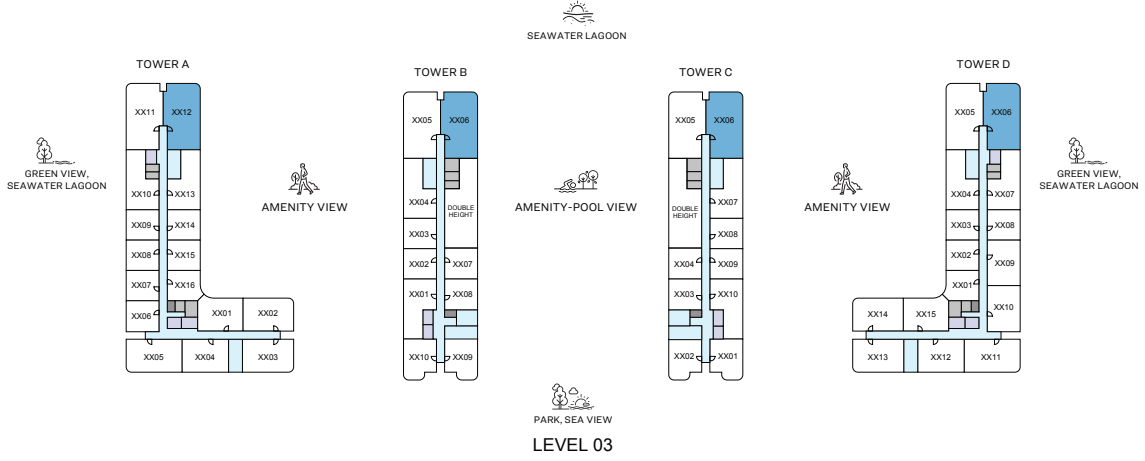 SEAWATER LAGOON
TOWER A
TOWER B
TOWER C
TOWER D
XX11
XX12
XX10
XX13
XX09
XX14
XX08
XX15
XX07
XX16
XX06
XX01
XX02
XX05
XX04
XX03
XX05
XX06
XX04
DOUBLE
HEIGHT
XX03
XX02
XX07
XX01
XX08
XX10
XX09
XX05
XX06
DOUBLE
HEIGHT
XX07
XX08
XX04
XX09
XX03
XX10
XX02
XX01
XX05
XX06
XX04
XX07
XX03
XX08
XX02
XX09
XX01
XX10
XX14
XX15
XX13
XX12
XX11
GREEN VIEW,
SEAWATER LAGOON
AMENITY VIEW
AMENITY-POOL VIEW
AMENITY VIEW
GREEN VIEW,
SEAWATER LAGOON
PARK, SEA VIEW
LEVEL 03